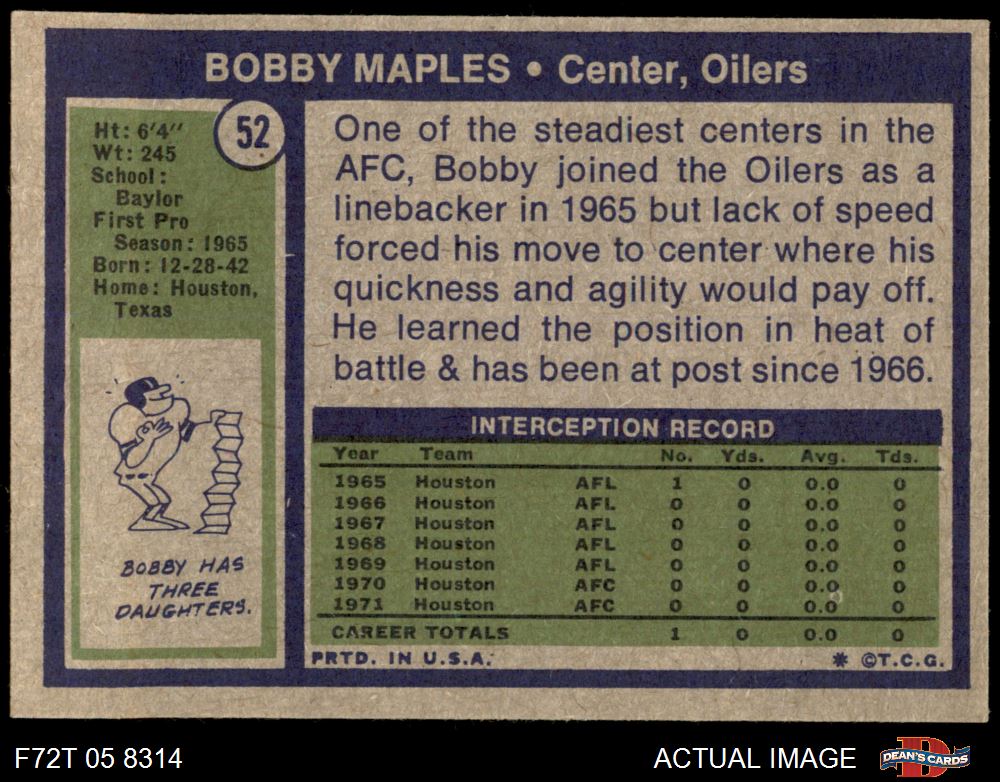 BOBBY MAPLES • Center, Oilers
52
Ht: 6'4"
Wt: 245
School:
Baylor
First Pro
Season: 1965
Born: 12-28-42
Home: Houston,
Texas
One of the steadiest centers in the
AFC, Bobby joined the Oilers as a
linebacker in 1965 but lack of speed
forced his move to center where his
quickness and agility would pay off.
He learned the position in heat of
battle & has been at post since 1966.
BOBBY HAS
THREE
DAUGHTERS.
INTERCEPTION RECORD
Year Team No. Yds. Avg. Tds.
1965 Houston AFL 1 0 0.0 0
1966 Houston AFL 0 0 0.0 0
1967 Houston AFL 0 0 0.0 0
1968 Houston AFL 0 0 0.0 0
1969 Houston AFL 0 0 0.0 0
1970 Houston AFC 0 0 0.0 0
1971 Houston AFC 0 0 0.0 0
CAREER TOTALS 1 0 0.0 0
PRTD. IN U.S.A. * ©T.C.G.
F72T 05 8314 ACTUAL IMAGE DEAN'S CARDS